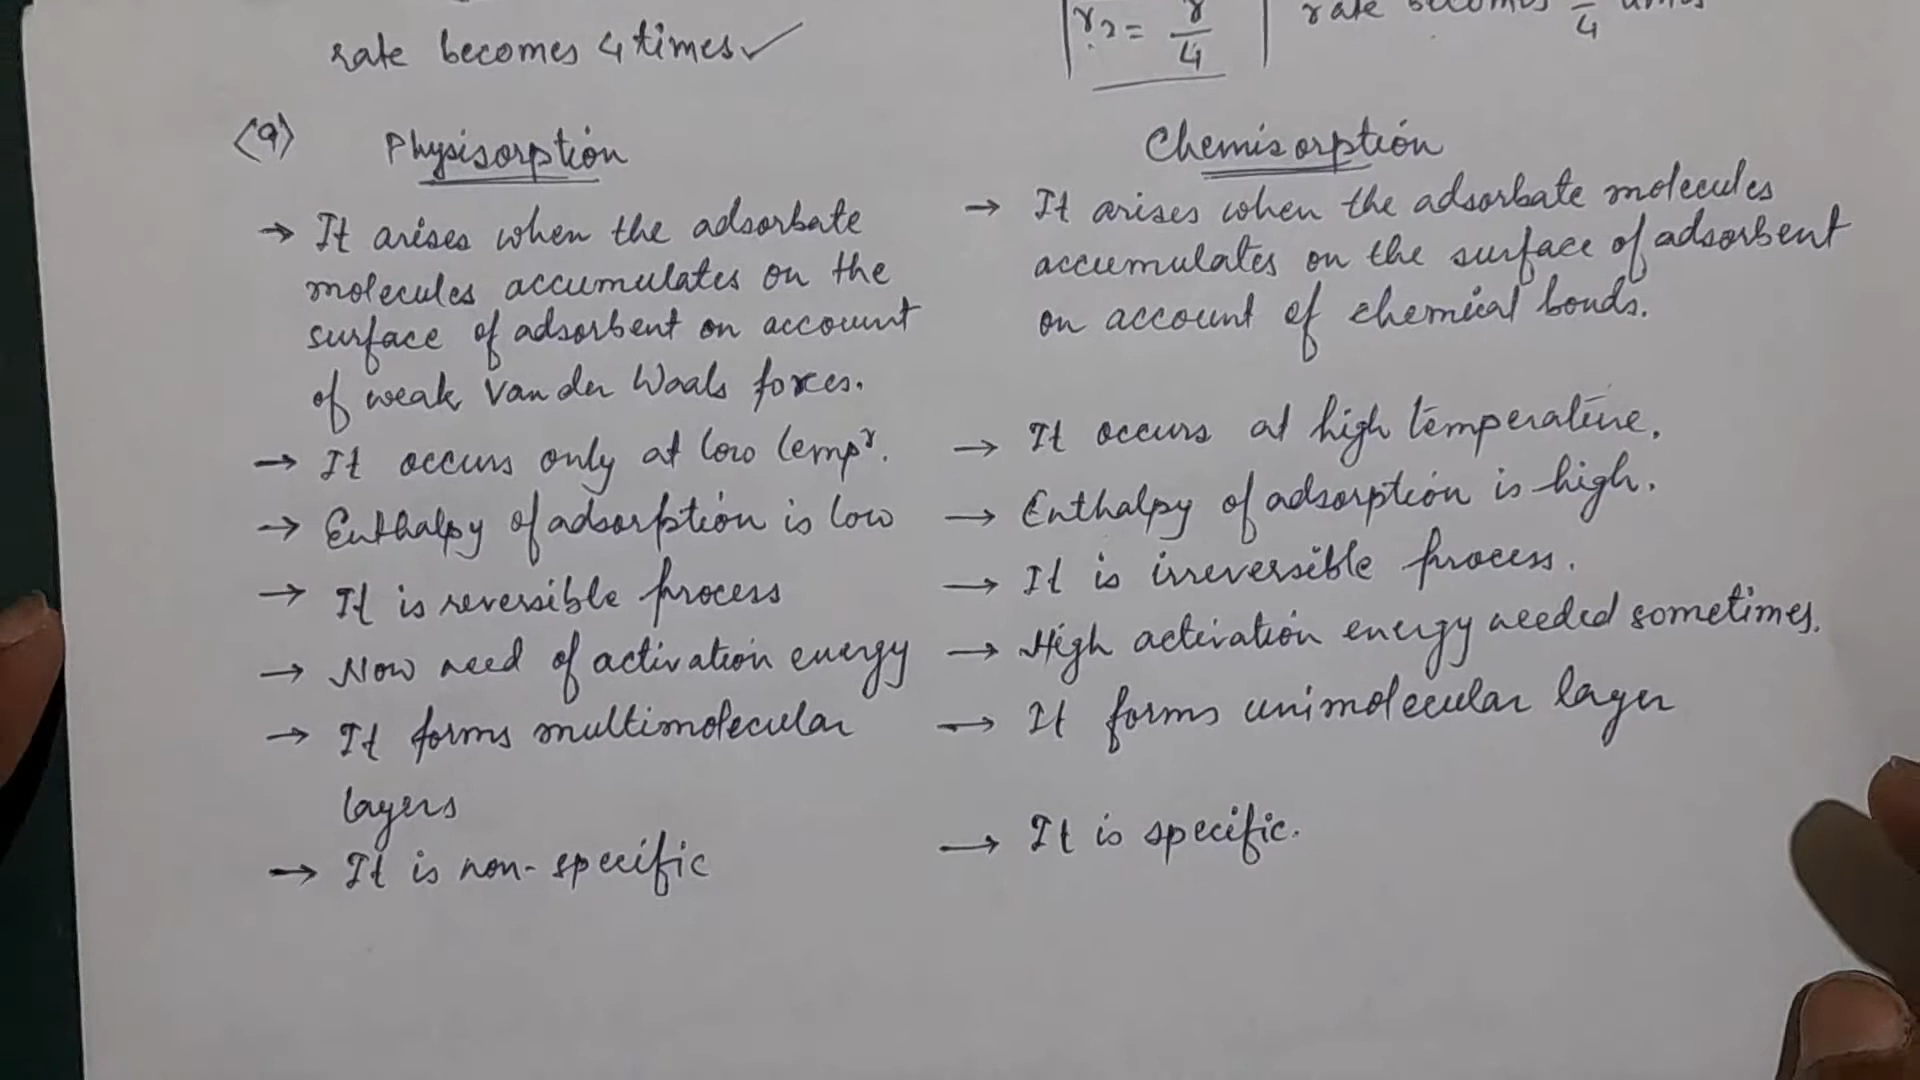 rate becomes 4 times ✓
r₂ = r/4
rate becomes 1/4 times
(9)
Physisorption
→ It arises when the adsorbate
molecules accumulates on the
surface of adsorbent on account
of weak Van der Waals forces.
→ It occurs only at low tempʳ.
→ Enthalpy of adsorption is low
→ It is reversible process
→ Now need of activation energy
→ It forms multimolecular
layers
→ It is non-specific
Chemisorption
→ It arises when the adsorbate molecules
accumulates on the surface of adsorbent
on account of chemical bonds.
→ It occurs at high temperature.
→ Enthalpy of adsorption is high.
→ It is irreversible process.
→ High activation energy needed sometimes.
→ It forms unimolecular layer
→ It is specific.